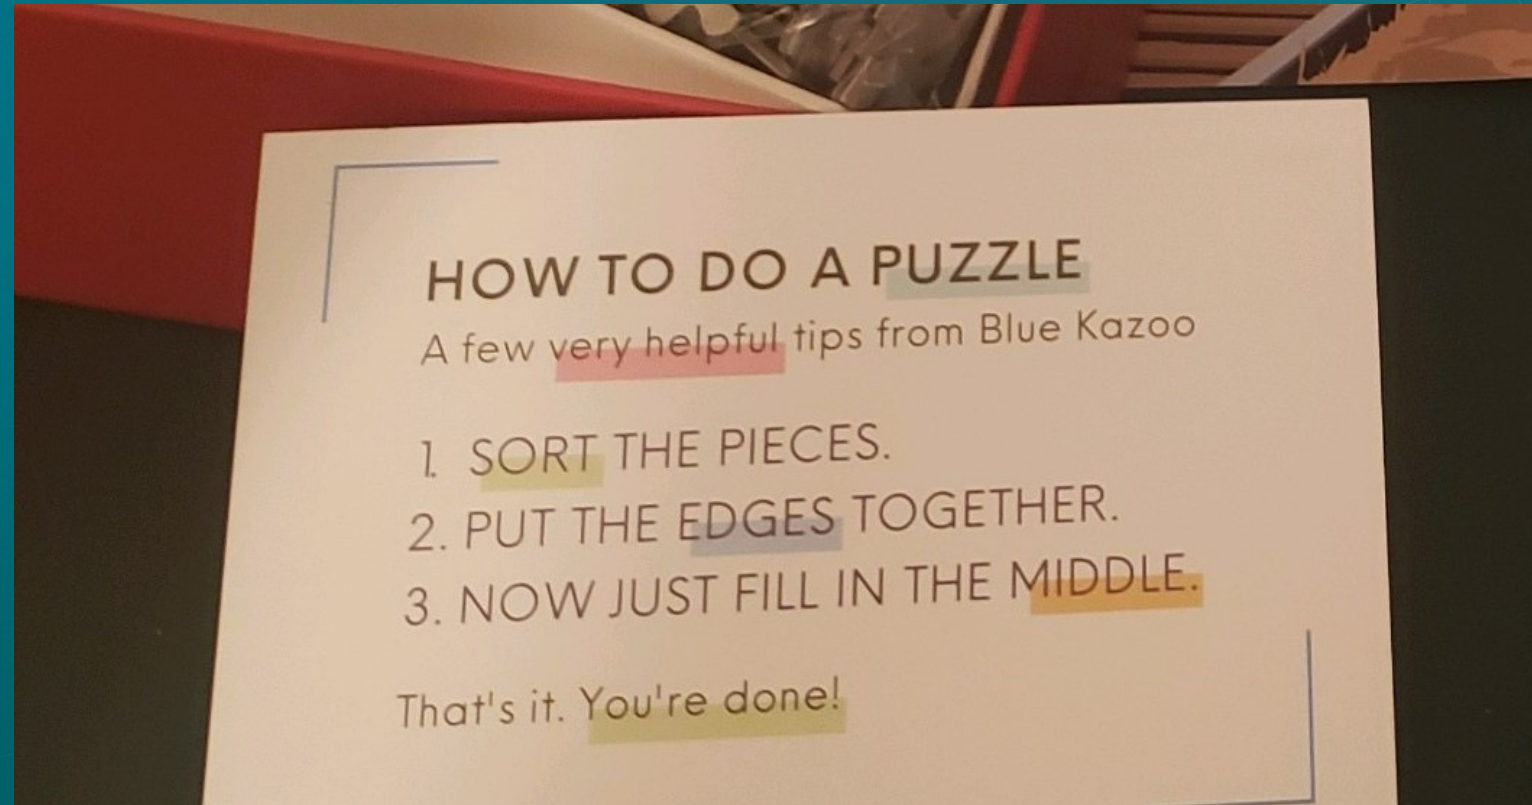 HOW TO DO A PUZZLE
A few very helpful tips from Blue Kazoo
1. SORT THE PIECES.
2. PUT THE EDGES TOGETHER.
3. NOW JUST FILL IN THE MIDDLE.
That's it. You're done!